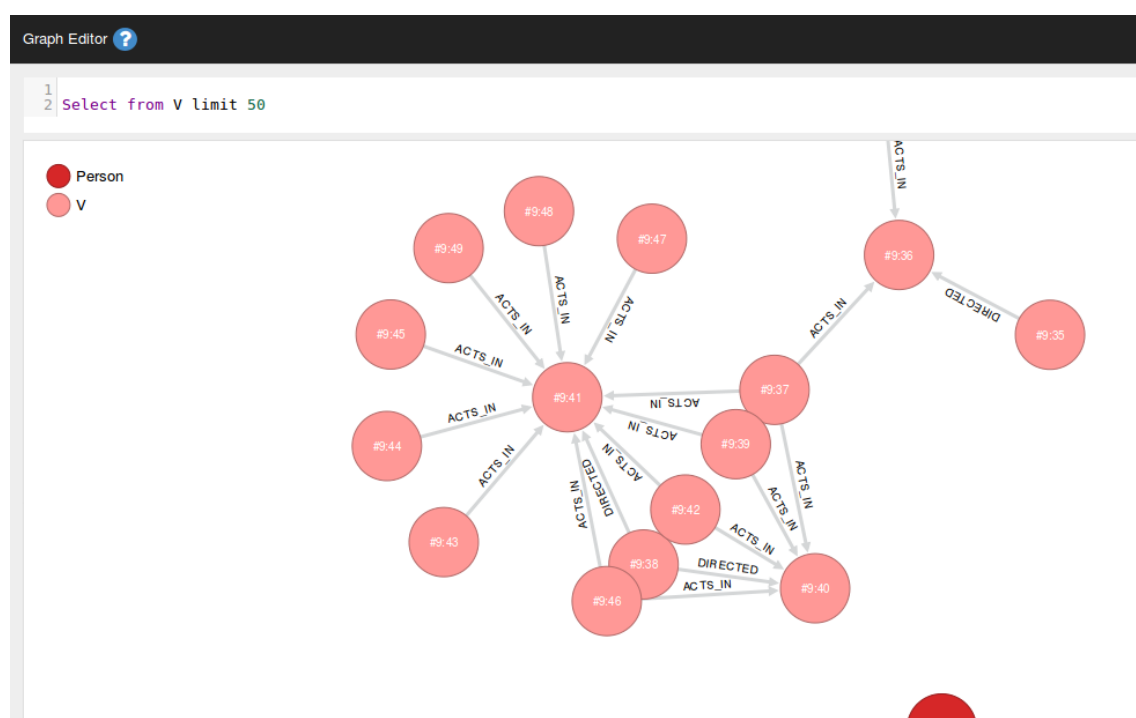 Graph Editor ?
1
2 Select from V limit 50
Person
V
ACTS_IN
#9:48
#9:49
#9:47
#9:36
ACTS_IN
ACTS_IN
ACTS_IN
ACTS_IN
DIRECTED
#9:45
#9:35
ACTS_IN
#9:41
#9:37
ACTS_IN
ACTS_IN
ACTS_IN
#9:44
#9:39
ACTS_IN
DIRECTED
ACTS_IN
ACTS_IN
ACTS_IN
ACTS_IN
#9:42
#9:43
ACTS_IN
#9:38
DIRECTED
ACTS_IN
#9:46
#9:40